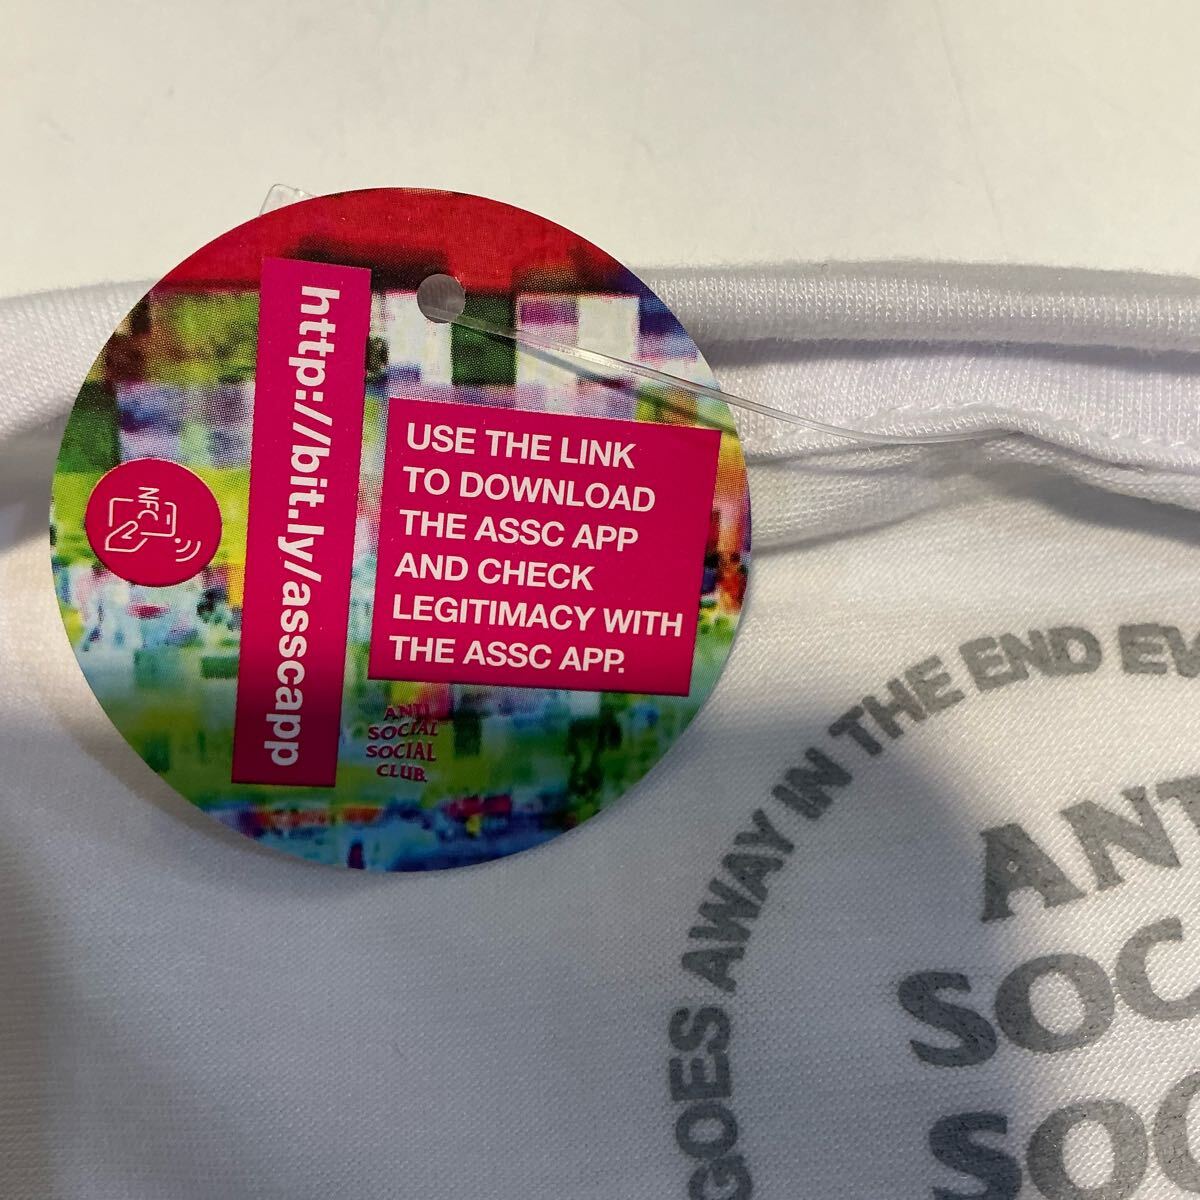 http://bit.ly/asscapp
NFC
USE THE LINK
TO DOWNLOAD
THE ASSC APP
AND CHECK
LEGITIMACY WITH
THE ASSC APP.
ANTI
SOCIAL
SOCIAL
CLUB.
GOES AWAY IN THE END EV
ANT
SOC
SOC